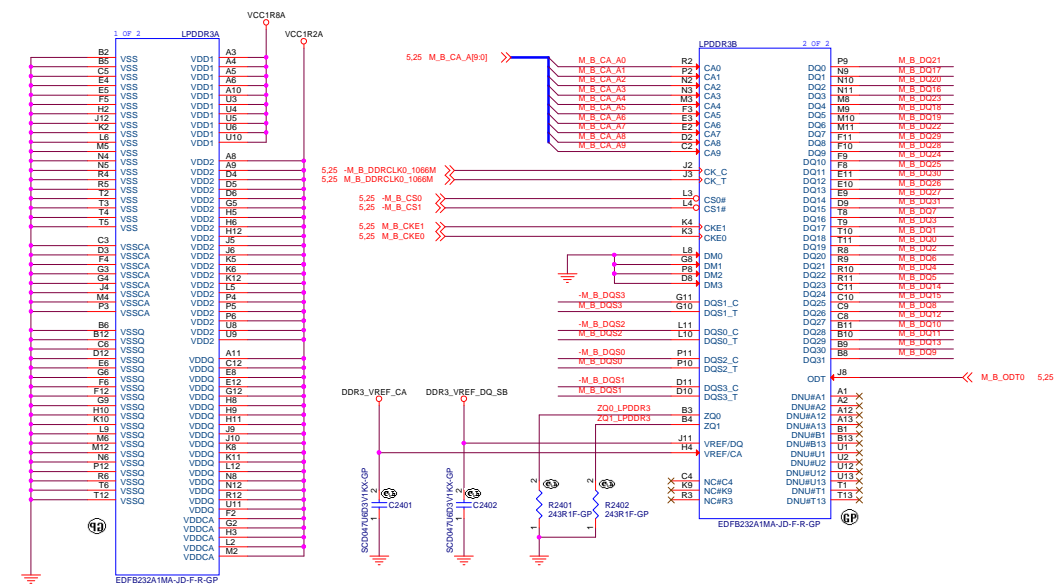 VCC1R8A
VCC1R2A
1 OF 2 LPDDR3A
B2 VSS
B5 VSS
C5 VSS
E4 VSS
E5 VSS
F5 VSS
H2 VSS
J12 VSS
K2 VSS
L6 VSS
M5 VSS
N4 VSS
N5 VSS
R4 VSS
R5 VSS
T2 VSS
T3 VSS
T4 VSS
T5 VSS
C3 VSSCA
D3 VSSCA
F4 VSSCA
G3 VSSCA
G4 VSSCA
J4 VSSCA
M4 VSSCA
P3 VSSCA
B6 VSSQ
B12 VSSQ
C6 VSSQ
D12 VSSQ
E6 VSSQ
G6 VSSQ
F6 VSSQ
F12 VSSQ
G9 VSSQ
H10 VSSQ
K10 VSSQ
L9 VSSQ
M6 VSSQ
M12 VSSQ
N6 VSSQ
P12 VSSQ
R6 VSSQ
T6 VSSQ
T12 VSSQ
VDD1 A3
VDD1 A4
VDD1 A5
VDD1 A6
VDD1 A10
VDD1 U3
VDD1 U4
VDD1 U5
VDD1 U6
VDD1 U10
VDD2 A8
VDD2 A9
VDD2 D4
VDD2 D5
VDD2 D6
VDD2 G5
VDD2 H5
VDD2 H6
VDD2 H12
VDD2 J5
VDD2 J6
VDD2 K5
VDD2 K6
VDD2 K12
VDD2 L5
VDD2 P4
VDD2 P5
VDD2 P6
VDD2 U8
VDD2 U9
VDDQ A11
VDDQ C12
VDDQ E8
VDDQ E12
VDDQ G12
VDDQ H8
VDDQ H9
VDDQ H11
VDDQ J9
VDDQ J10
VDDQ K8
VDDQ K11
VDDQ L12
VDDQ N8
VDDQ N12
VDDQ R12
VDDQ U11
VDDCA F2
VDDCA G2
VDDCA H3
VDDCA L2
VDDCA M2
EDFB232A1MA-JD-F-R-GP
LPDDR3B 2 OF 2
5,25 M_B_CA_A[9:0]
M_B_CA_A0 R2 CA0
M_B_CA_A1 P2 CA1
M_B_CA_A2 N2 CA2
M_B_CA_A3 N3 CA3
M_B_CA_A4 M3 CA4
M_B_CA_A5 F3 CA5
M_B_CA_A6 E3 CA6
M_B_CA_A7 E2 CA7
M_B_CA_A8 D2 CA8
M_B_CA_A9 C2 CA9
5,25 -M_B_DDRCLK0_1066M J2 CK_C
5,25 M_B_DDRCLK0_1066M J3 CK_T
5,25 -M_B_CS0 L3 CS0#
5,25 -M_B_CS1 L4 CS1#
5,25 M_B_CKE1 K4 CKE1
5,25 M_B_CKE0 K3 CKE0
L8 DM0
G8 DM1
P8 DM2
D8 DM3
-M_B_DQS3 G11 DQS1_C
M_B_DQS3 G10 DQS1_T
-M_B_DQS2 L11 DQS0_C
M_B_DQS2 L10 DQS0_T
-M_B_DQS0 P11 DQS2_C
M_B_DQS0 P10 DQS2_T
-M_B_DQS1 D11 DQS3_C
M_B_DQS1 D10 DQS3_T
DDR3_VREF_CA DDR3_VREF_DQ_SB
ZQ0_LPDDR3 B3 ZQ0
ZQ1_LPDDR3 B4 ZQ1
J11 VREF/DQ
H4 VREF/CA
C4 NC#C4
K9 NC#K9
R3 NC#R3
SCD047U6D3V1KX-GP 2 1 C2401
SCD047U6D3V1KX-GP 2 1 C2402
2 1 R2401
243R1F-GP
2 1 R2402
243R1F-GP
DQ0 P9 M_B_DQ21
DQ1 N9 M_B_DQ17
DQ2 N10 M_B_DQ20
DQ3 N11 M_B_DQ16
DQ4 M8 M_B_DQ23
DQ5 M9 M_B_DQ18
DQ6 M10 M_B_DQ19
DQ7 M11 M_B_DQ22
DQ8 F11 M_B_DQ29
DQ9 F10 M_B_DQ28
DQ10 F9 M_B_DQ24
DQ11 F8 M_B_DQ25
DQ12 E11 M_B_DQ30
DQ13 E10 M_B_DQ26
DQ14 E9 M_B_DQ27
DQ15 D9 M_B_DQ31
DQ16 T8 M_B_DQ7
DQ17 T9 M_B_DQ3
DQ18 T10 M_B_DQ1
DQ19 T11 M_B_DQ0
DQ20 R8 M_B_DQ2
DQ21 R9 M_B_DQ6
DQ22 R10 M_B_DQ4
DQ23 R11 M_B_DQ5
DQ24 C11 M_B_DQ14
DQ25 C10 M_B_DQ15
DQ26 C9 M_B_DQ8
DQ27 C8 M_B_DQ12
DQ28 B11 M_B_DQ10
DQ29 B10 M_B_DQ11
DQ30 B9 M_B_DQ13
DQ31 B8 M_B_DQ9
ODT J8 M_B_ODT0 5,25
DNU#A1 A1
DNU#A2 A2
DNU#A12 A12
DNU#A13 A13
DNU#B1 B1
DNU#B13 B13
DNU#U1 U1
DNU#U2 U2
DNU#U12 U12
DNU#U13 U13
DNU#T1 T1
DNU#T13 T13
EDFB232A1MA-JD-F-R-GP
GP